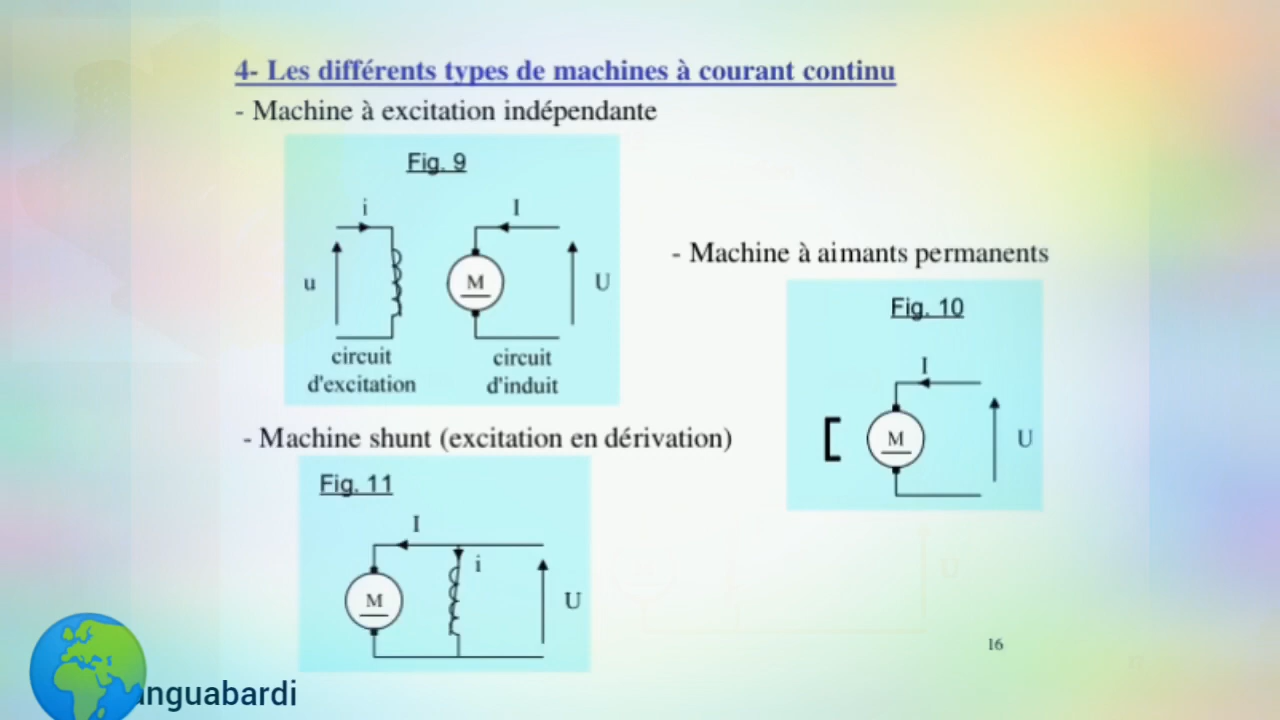 4- Les différents types de machines à courant continu
- Machine à excitation indépendante
Fig. 9
i
I
u
M
U
circuit
d'excitation
circuit
d'induit
- Machine à aimants permanents
Fig. 10
I
M
U
- Machine shunt (excitation en dérivation)
Fig. 11
I
i
M
U
16